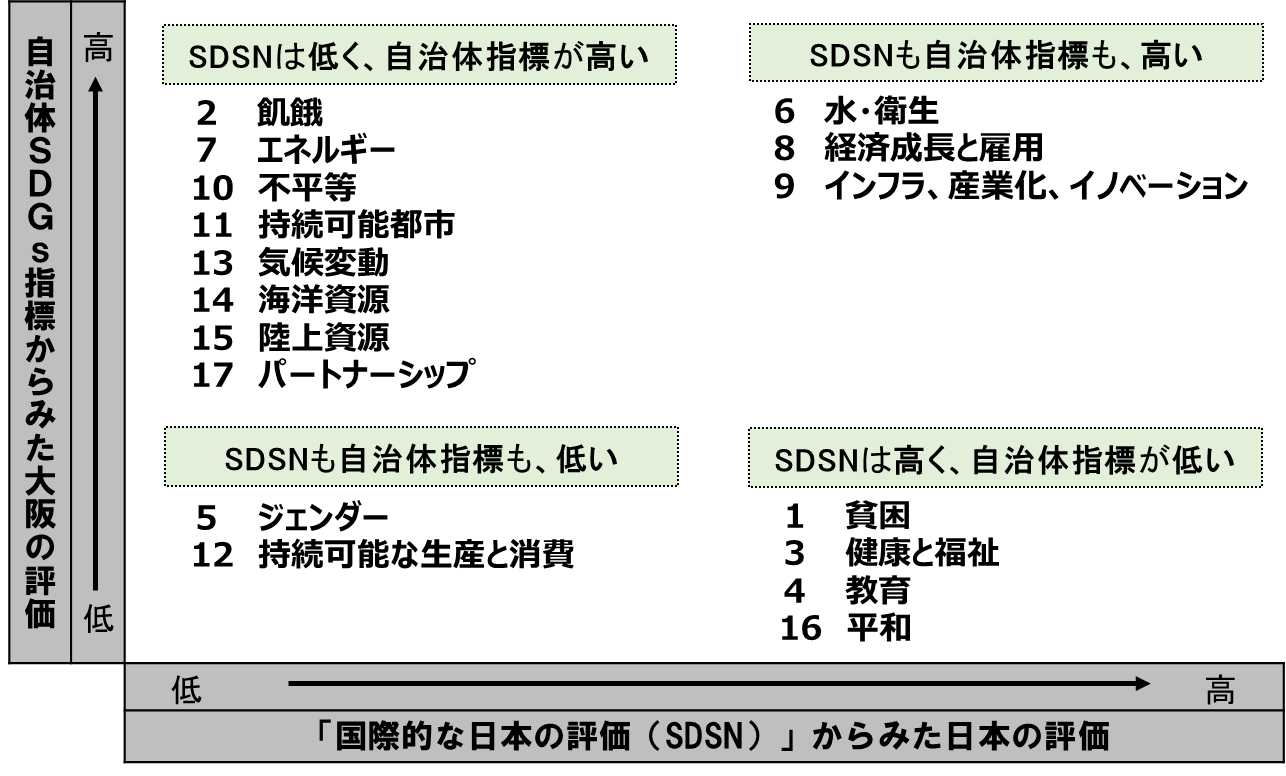 自治体SDGs指標からみた大阪の評価
高
低
SDSNは低く、自治体指標が高い
2 飢餓
7 エネルギー
10 不平等
11 持続可能都市
13 気候変動
14 海洋資源
15 陸上資源
17 パートナーシップ
SDSNも自治体指標も、高い
6 水・衛生
8 経済成長と雇用
9 インフラ、産業化、イノベーション
SDSNも自治体指標も、低い
5 ジェンダー
12 持続可能な生産と消費
SDSNは高く、自治体指標が低い
1 貧困
3 健康と福祉
4 教育
16 平和
低
高
「国際的な日本の評価（SDSN）」からみた日本の評価